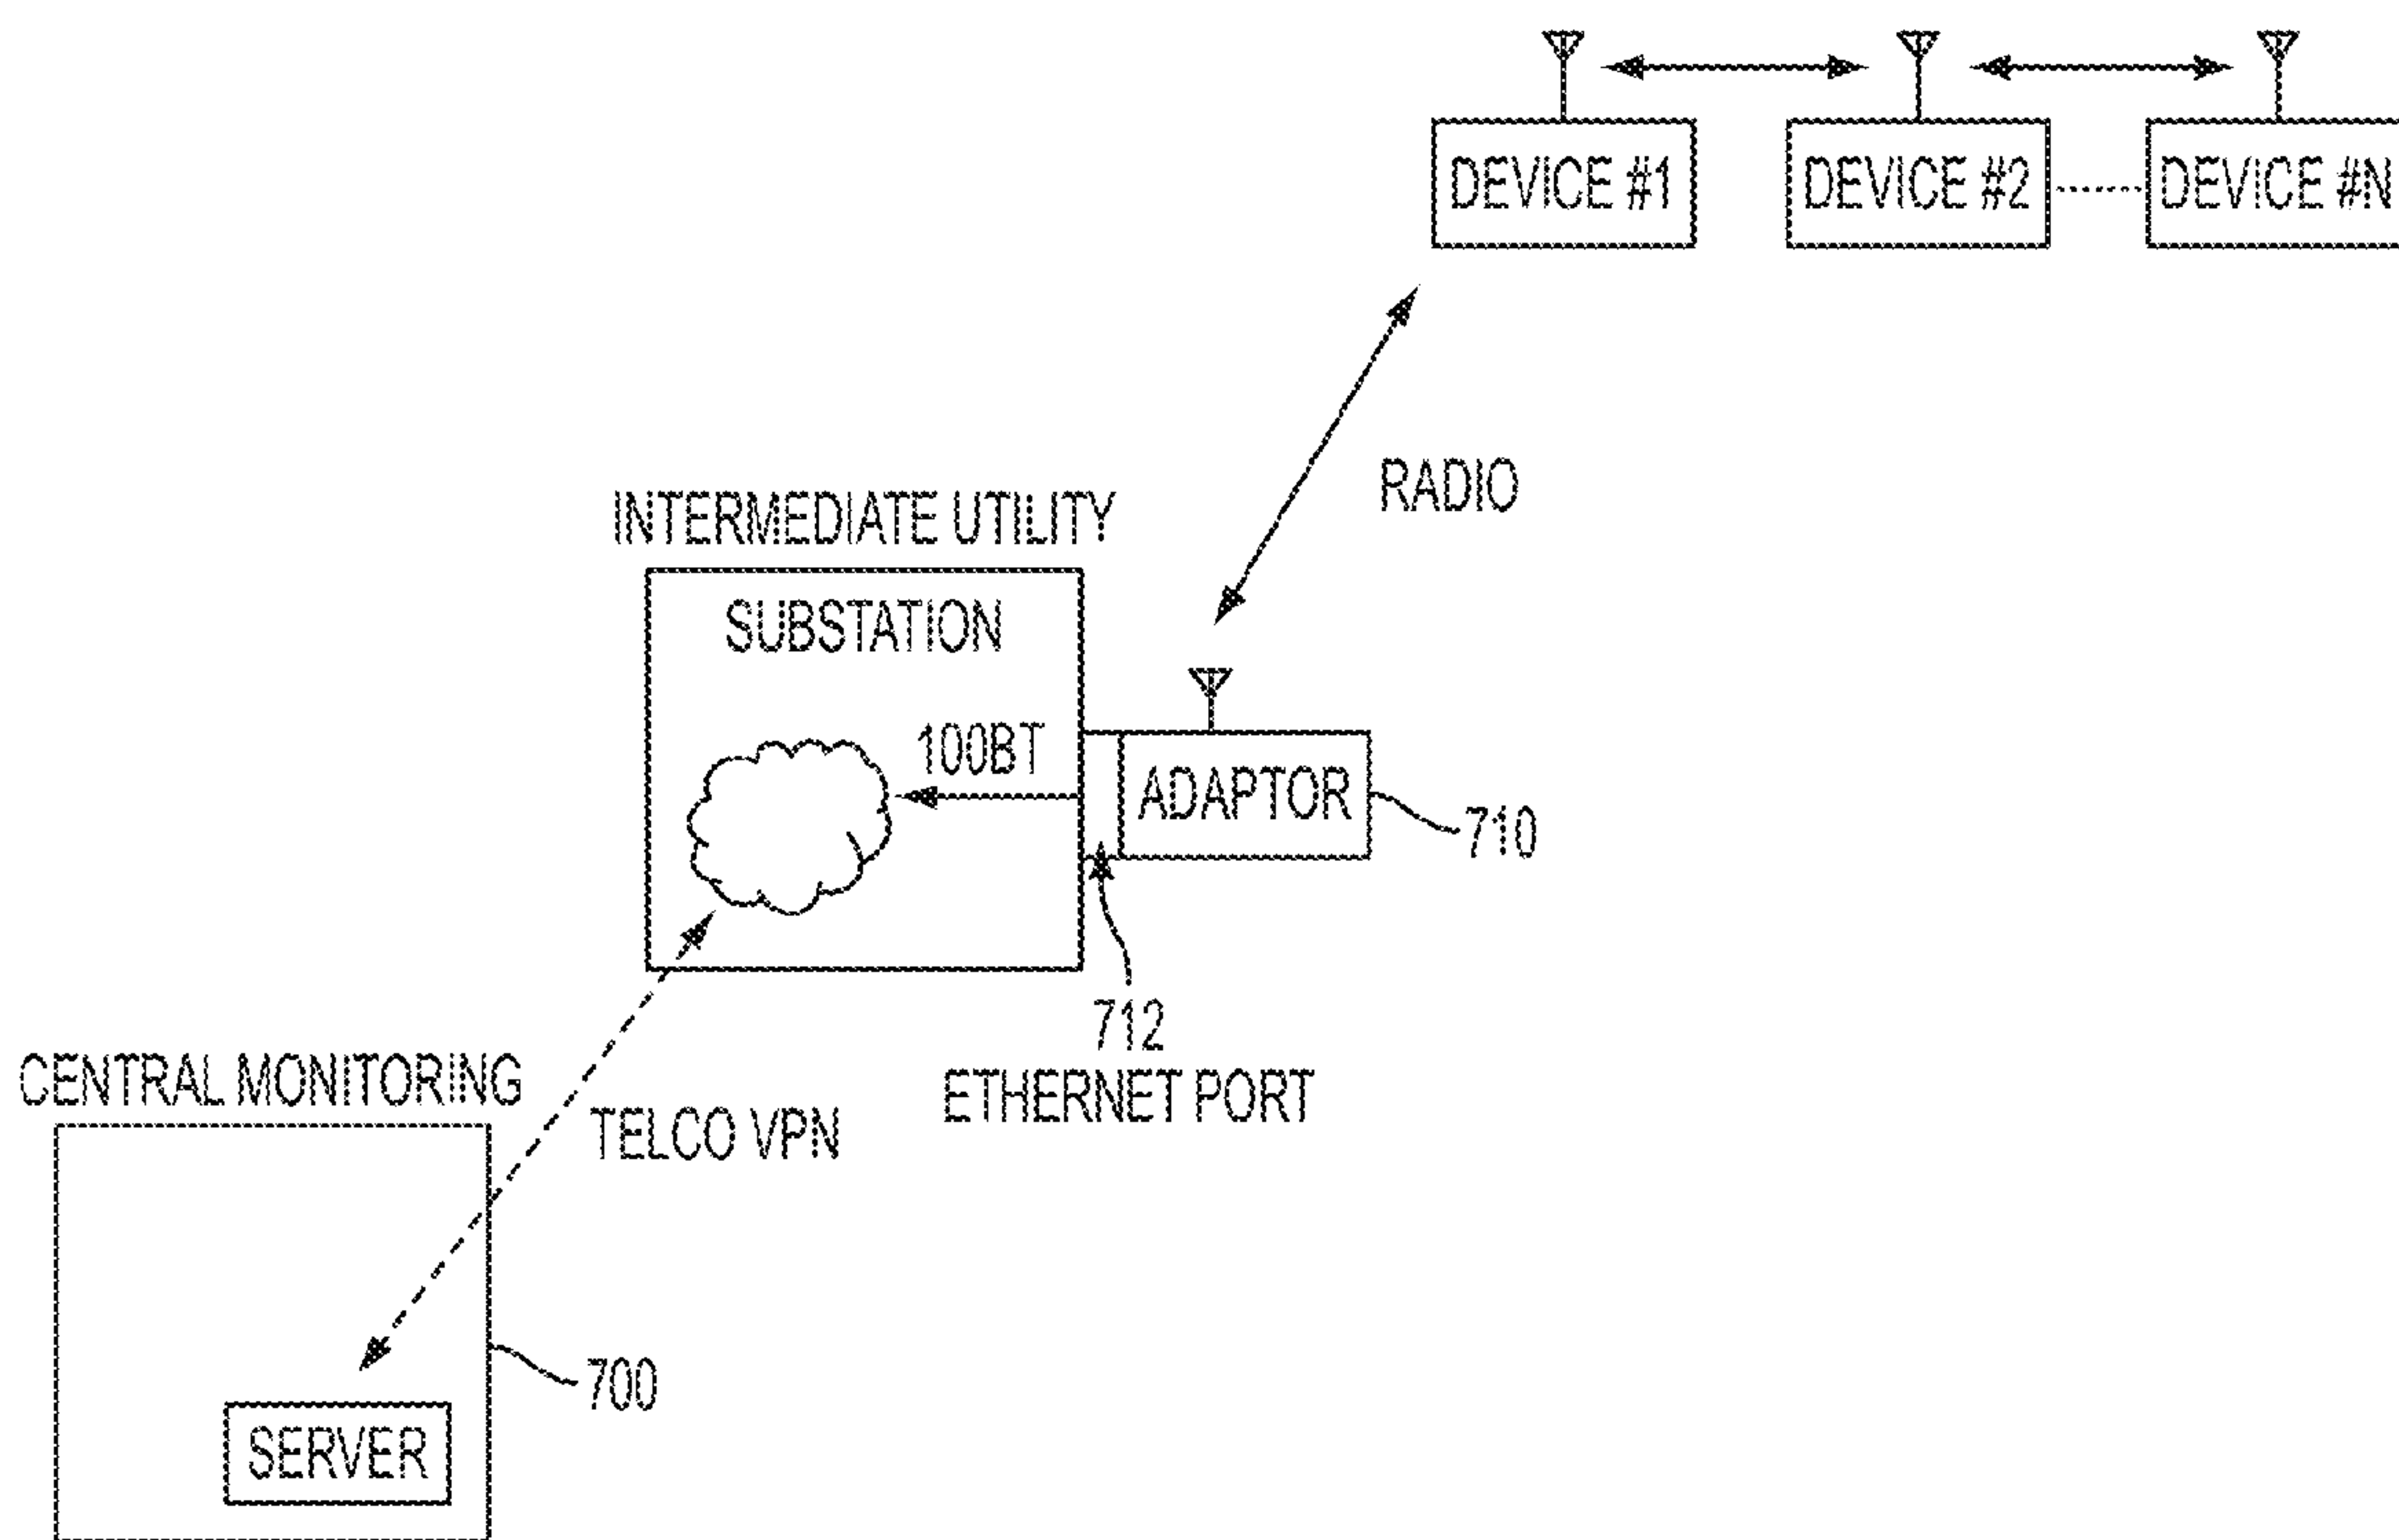 DEVICE #1
DEVICE #2
DEVICE #N
RADIO
INTERMEDIATE UTILITY
SUBSTATION
100BT
ADAPTOR
710
712
ETHERNET PORT
CENTRAL MONITORING
TELCO VPN
700
SERVER